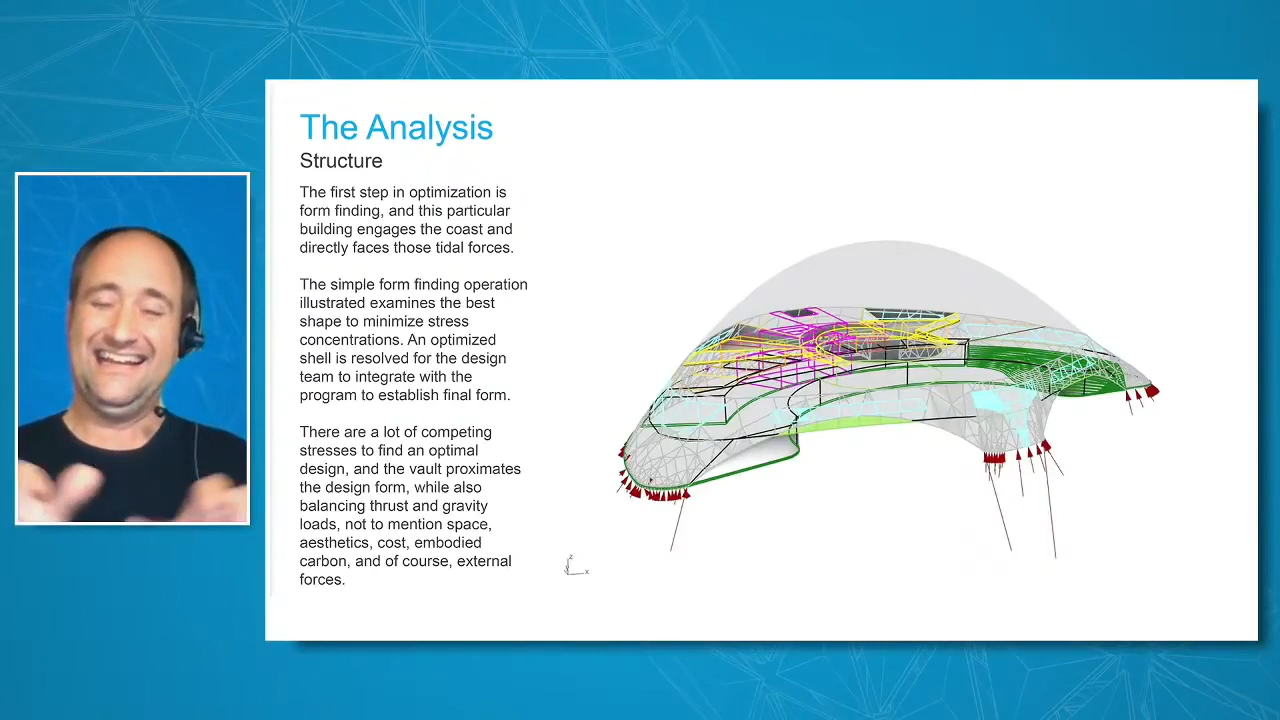 The Analysis
Structure
The first step in optimization is
form finding, and this particular
building engages the coast and
directly faces those tidal forces.
The simple form finding operation
illustrated examines the best
shape to minimize stress
concentrations. An optimized
shell is resolved for the design
team to integrate with the
program to establish final form.
There are a lot of competing
stresses to find an optimal
design, and the vault proximates
the design form, while also
balancing thrust and gravity
loads, not to mention space,
aesthetics, cost, embodied
carbon, and of course, external
forces.
z
x